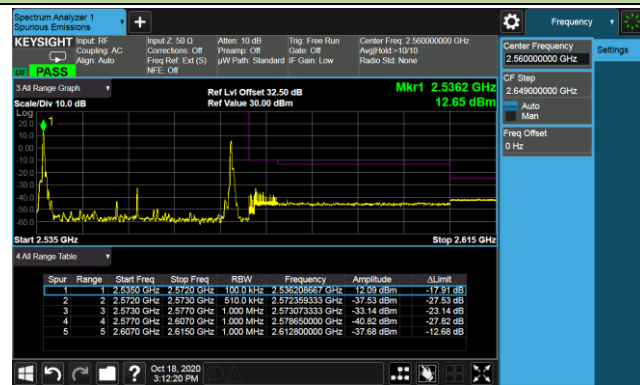 Spectrum Analyzer 1
Spurious Emissions
Frequency
KEYSIGHT
Input: RF
Coupling: AC
Align: Auto
Input Z: 50 Ω
Corrections: Off
Freq Ref: Ext (S)
NFE: Off
Atten: 10 dB
Preamp: Off
µW Path: Standard
Trig: Free Run
Gate: Off
IF Gain: Low
Center Freq: 2.560000000 GHz
Avg|Hold:>10/10
Radio Std: None
PASS
Center Frequency
2.560000000 GHz
Settings
CF Step
2.649000000 GHz
Auto
Man
Freq Offset
0 Hz
3 All Range Graph
Scale/Div 10.0 dB
Ref Lvl Offset 32.50 dB
Ref Value 30.00 dBm
Mkr1 2.5362 GHz
12.65 dBm
Log
1
20.0
10.0
0.00
-10.0
-20.0
-30.0
-40.0
-50.0
-60.0
Start 2.535 GHz
Stop 2.615 GHz
4 All Range Table
Spur Range Start Freq Stop Freq RBW Frequency Amplitude ΔLimit
1 1 2.5350 GHz 2.5720 GHz 100.0 kHz 2.536208667 GHz 12.09 dBm -17.91 dB
2 2 2.5720 GHz 2.5730 GHz 510.0 kHz 2.572359333 GHz -37.53 dBm -27.53 dB
3 3 2.5730 GHz 2.5770 GHz 1.000 MHz 2.573073333 GHz -33.14 dBm -23.14 dB
4 4 2.5770 GHz 2.6070 GHz 1.000 MHz 2.578650000 GHz -40.82 dBm -27.82 dB
5 5 2.6070 GHz 2.6150 GHz 1.000 MHz 2.612800000 GHz -37.68 dBm -12.68 dB
Oct 18, 2020
3:12:20 PM